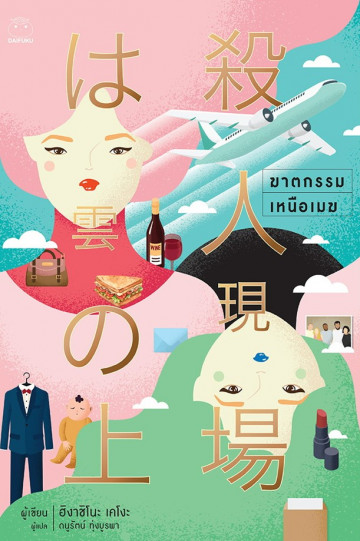 DAIFUKU
殺人現場
は雲の上
ฆาตกรรม
เหนือเมฆ
WINE
ผู้เขียน ฮิงาชิโนะ เคโงะ
ผู้แปล ดนุรัตน์ ทุ่งบูรพา